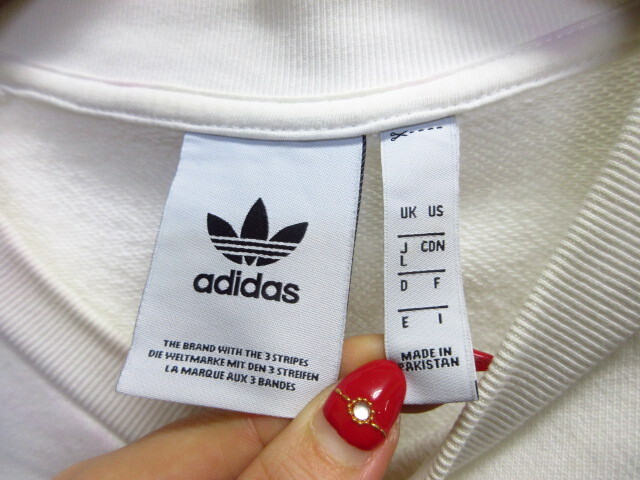 adidas
THE BRAND WITH THE 3 STRIPES
DIE WELTMARKE MIT DEN 3 STREIFEN
LA MARQUE AUX 3 BANDES
UK US
J CDN
L
D F
E I
MADE IN
PAKISTAN